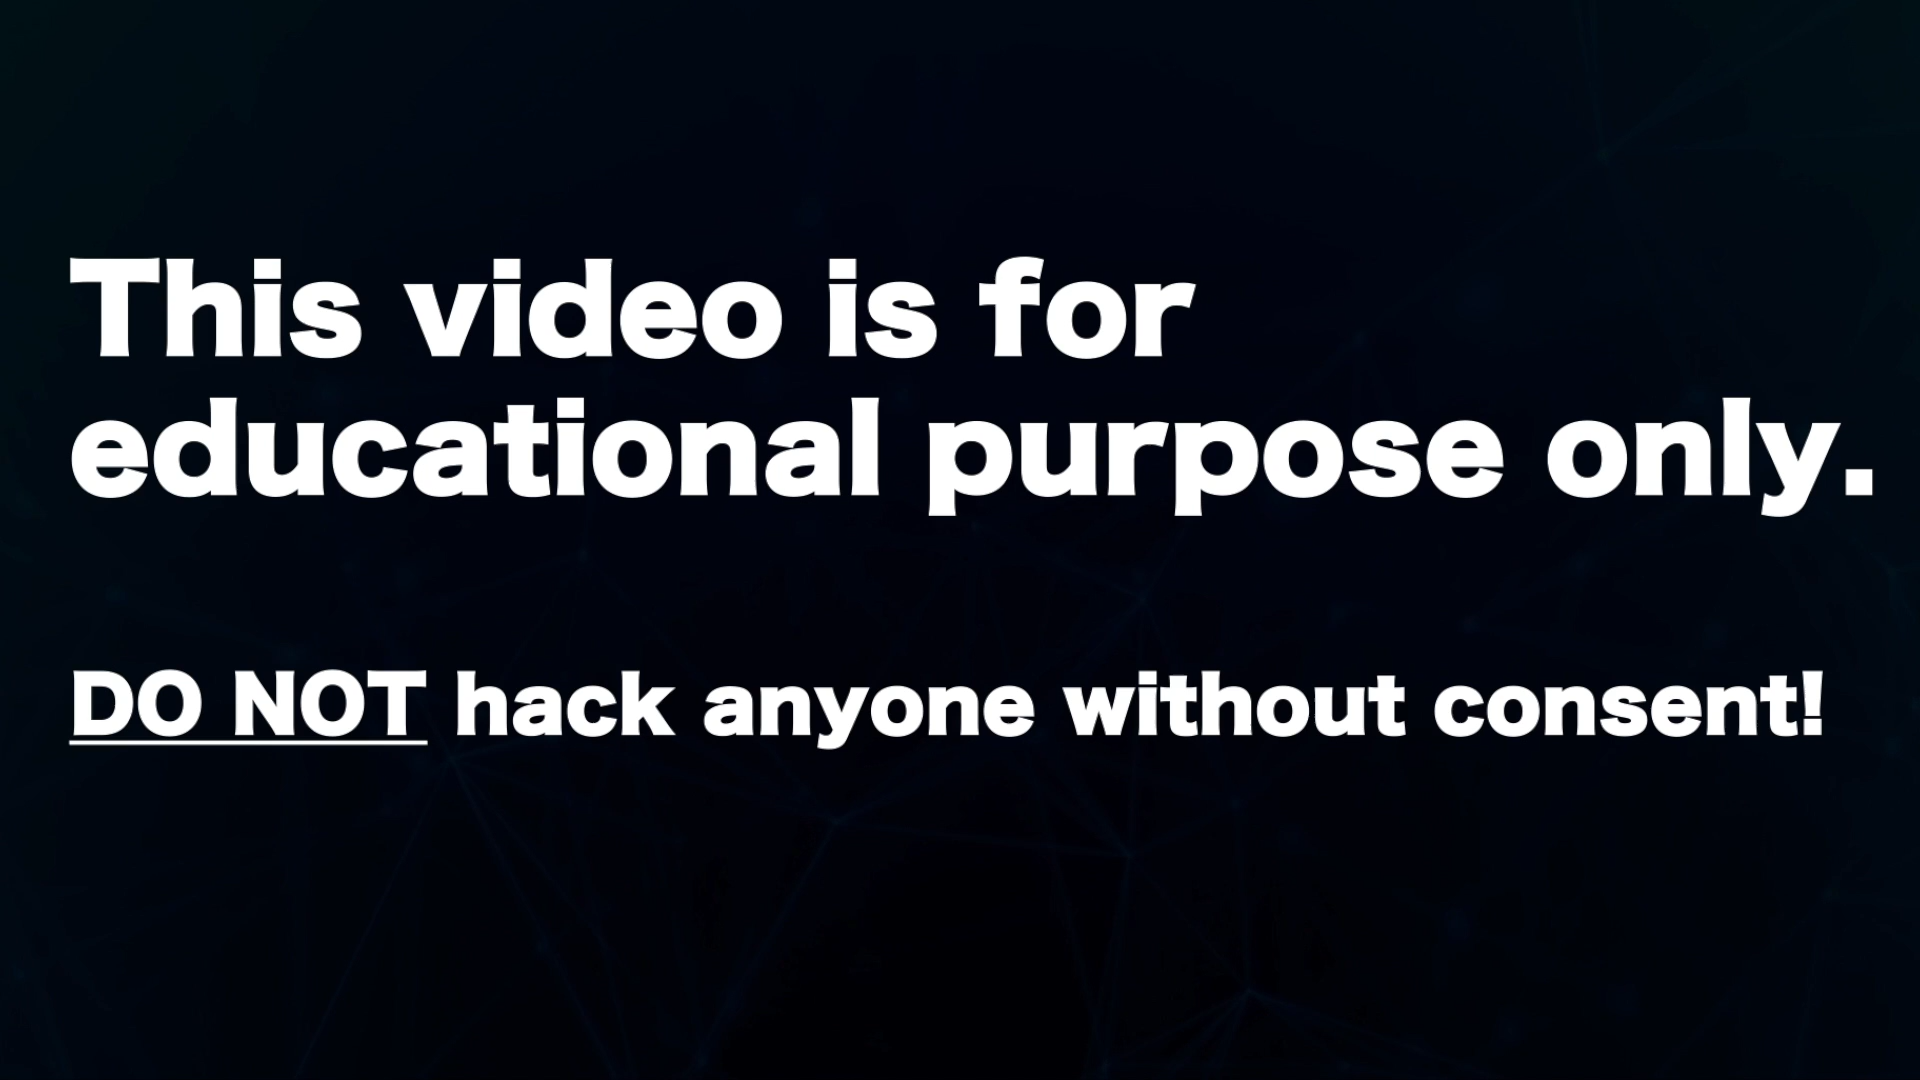 This video is for
educational purpose only.
DO NOT hack anyone without consent!